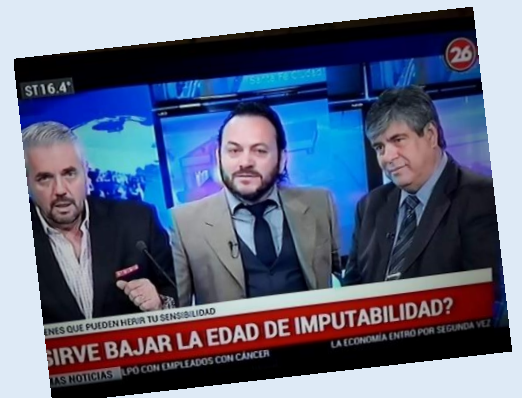 26
ST16.4°
ENES QUE PUEDEN HERIR TU SENSIBILIDAD
SIRVE BAJAR LA EDAD DE IMPUTABILIDAD?
AS NOTICIAS
LPÓ CON EMPLEADOS CON CÁNCER
LA ECONOMÍA ENTRÓ POR SEGUNDA VEZ